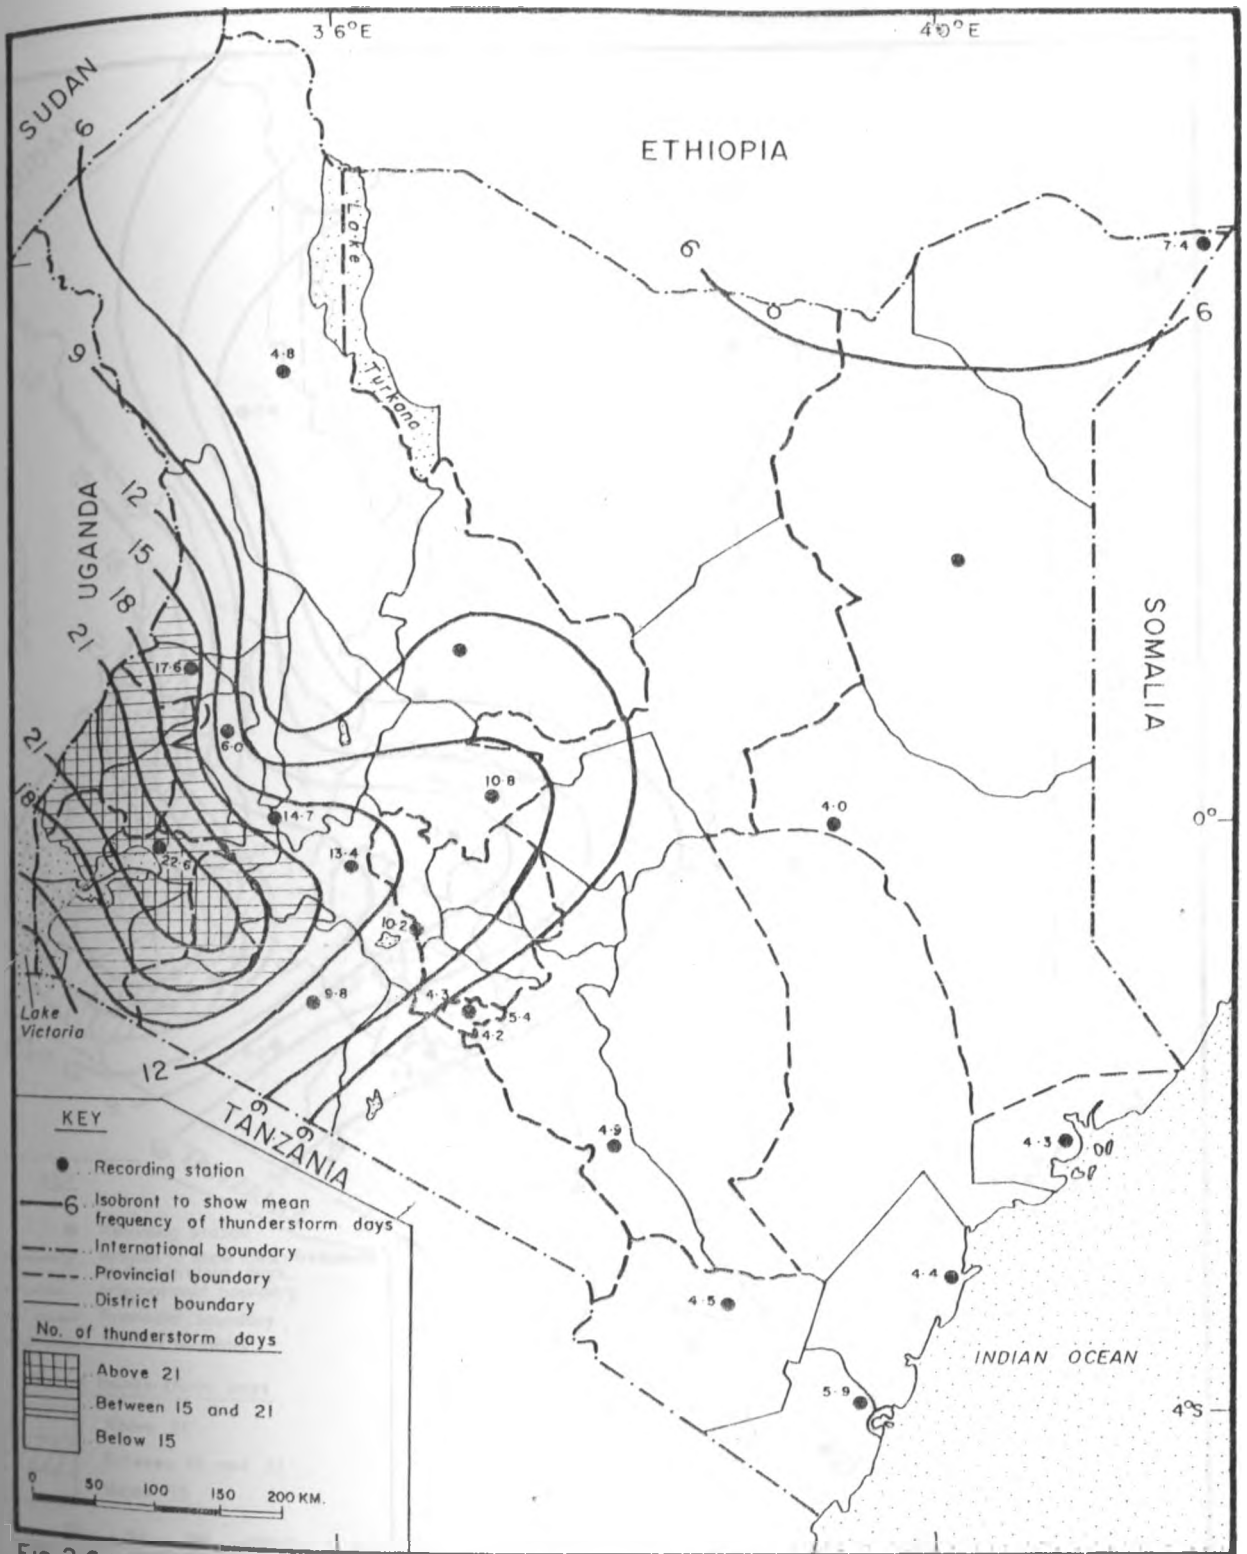 36°E
40°E
SUDAN
6
ETHIOPIA
7·4
6
6
Lake
Turkana
4·8
9
UGANDA
12
15
18
21
17·6
6·0
21
18
10·8
14·7
4·0
0°
22·6
13·4
10·2
SOMALIA
9·8
4·3
5·4
4·2
Lake
Victoria
12
9
6
TANZANIA
4·9
4·3
4·4
4·5
INDIAN OCEAN
5·9
4°S
KEY
Recording station
6 Isobront to show mean
frequency of thunderstorm days
International boundary
Provincial boundary
District boundary
No. of thunderstorm days
Above 21
Between 15 and 21
Below 15
0 50 100 150 200 KM.